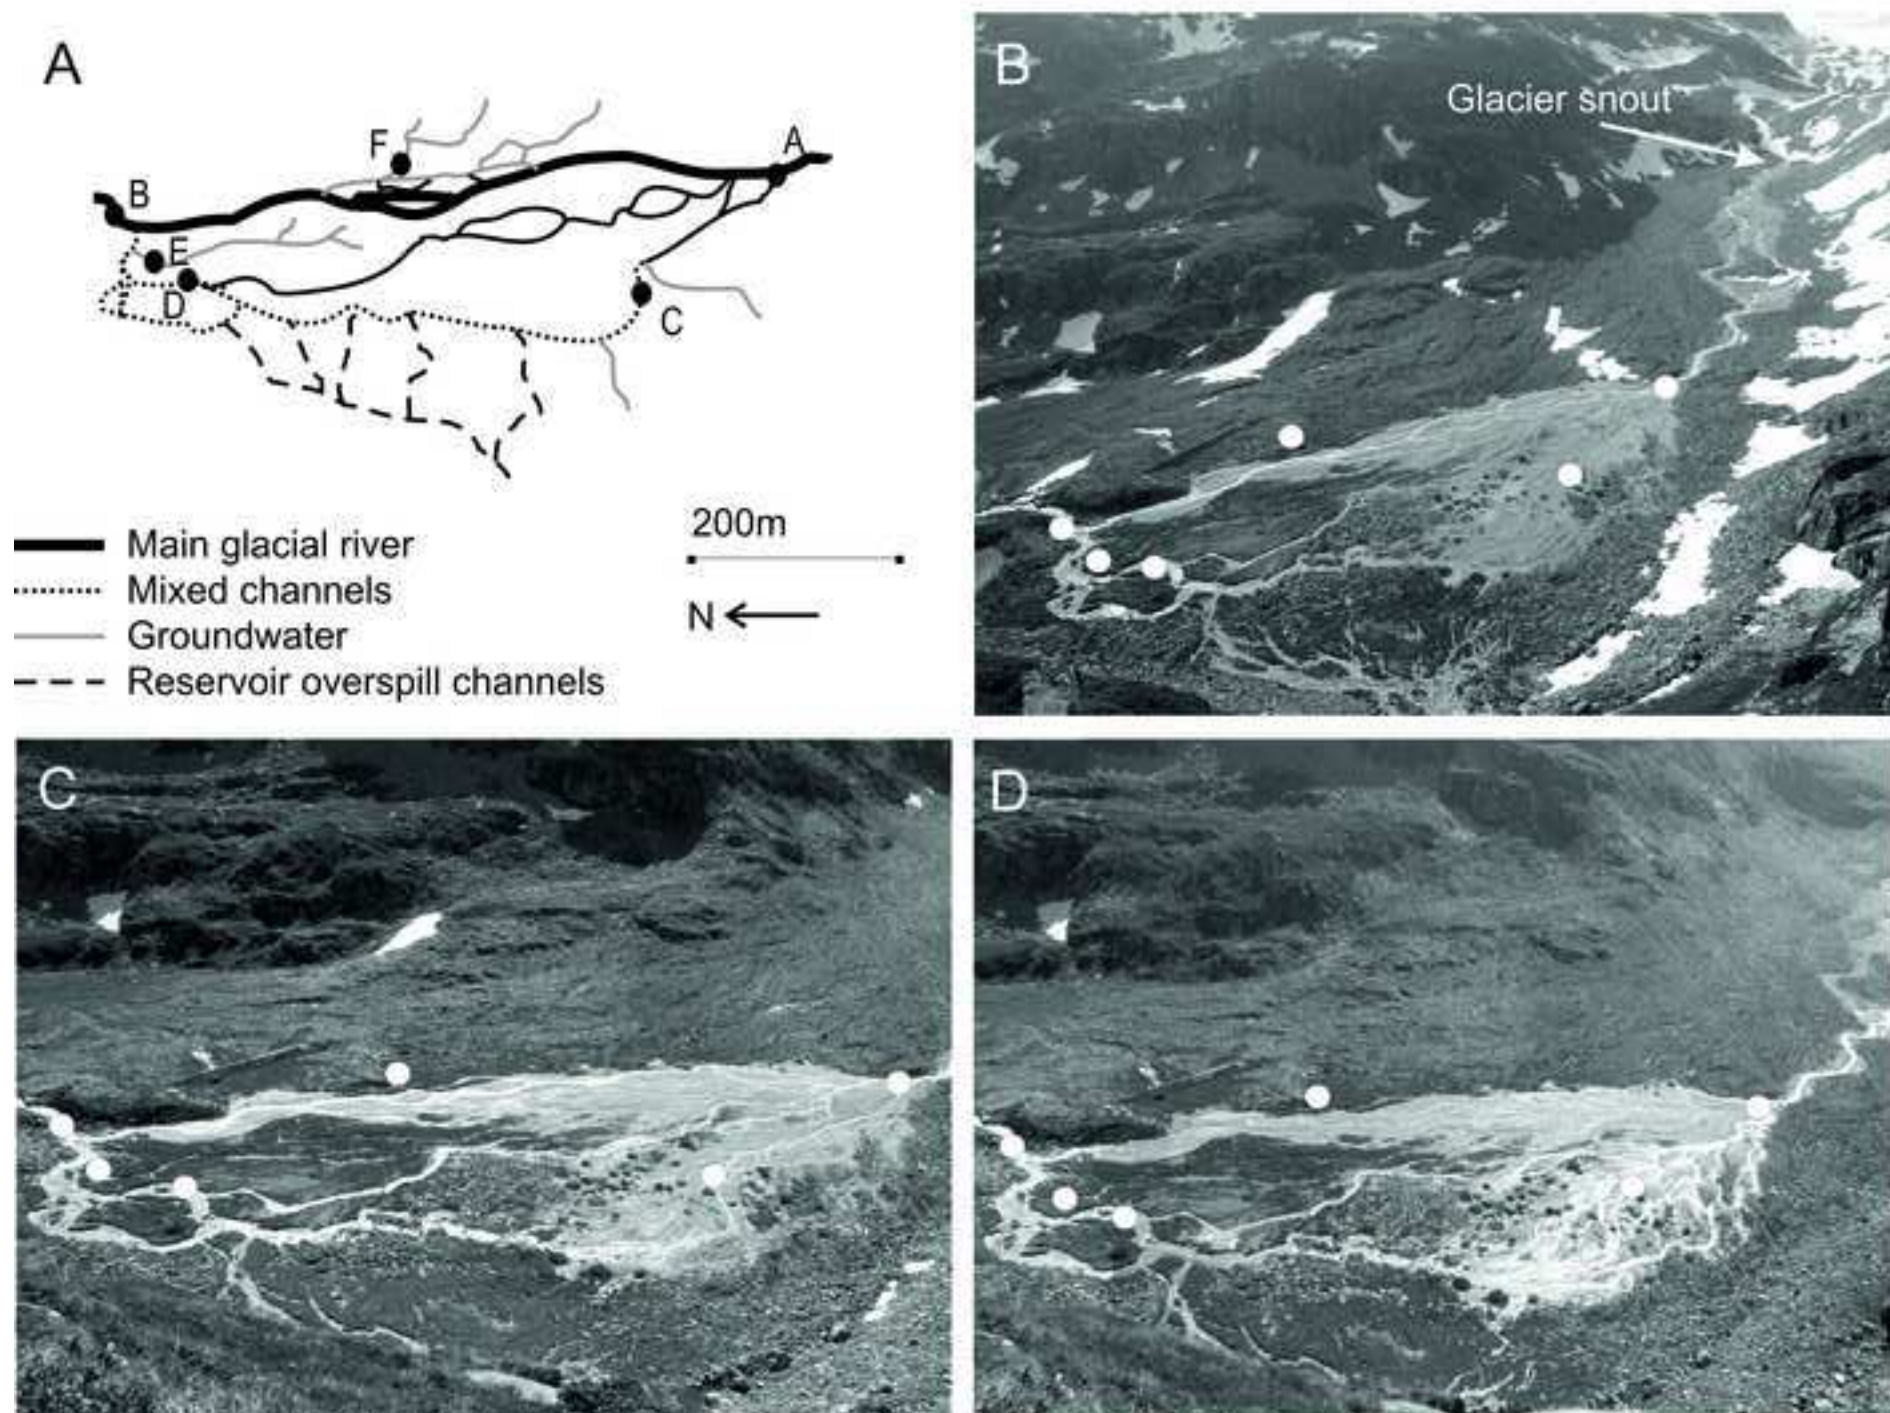 A
F
A
B
E
D
C
Main glacial river
Mixed channels
Groundwater
Reservoir overspill channels
200m
N
B
Glacier snout
C
D